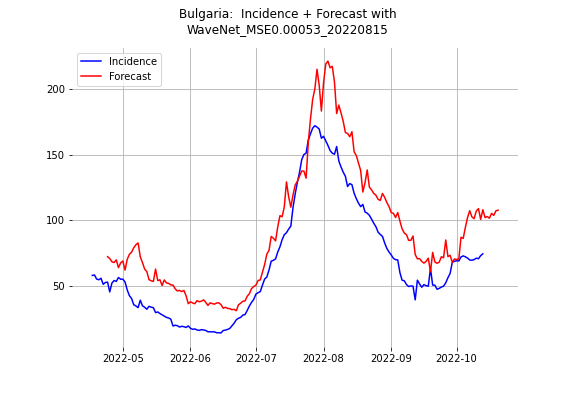 Bulgaria:  Incidence + Forecast with
WaveNet_MSE0.00053_20220815
Incidence
Forecast
200
150
100
50
2022-05
2022-06
2022-07
2022-08
2022-09
2022-10